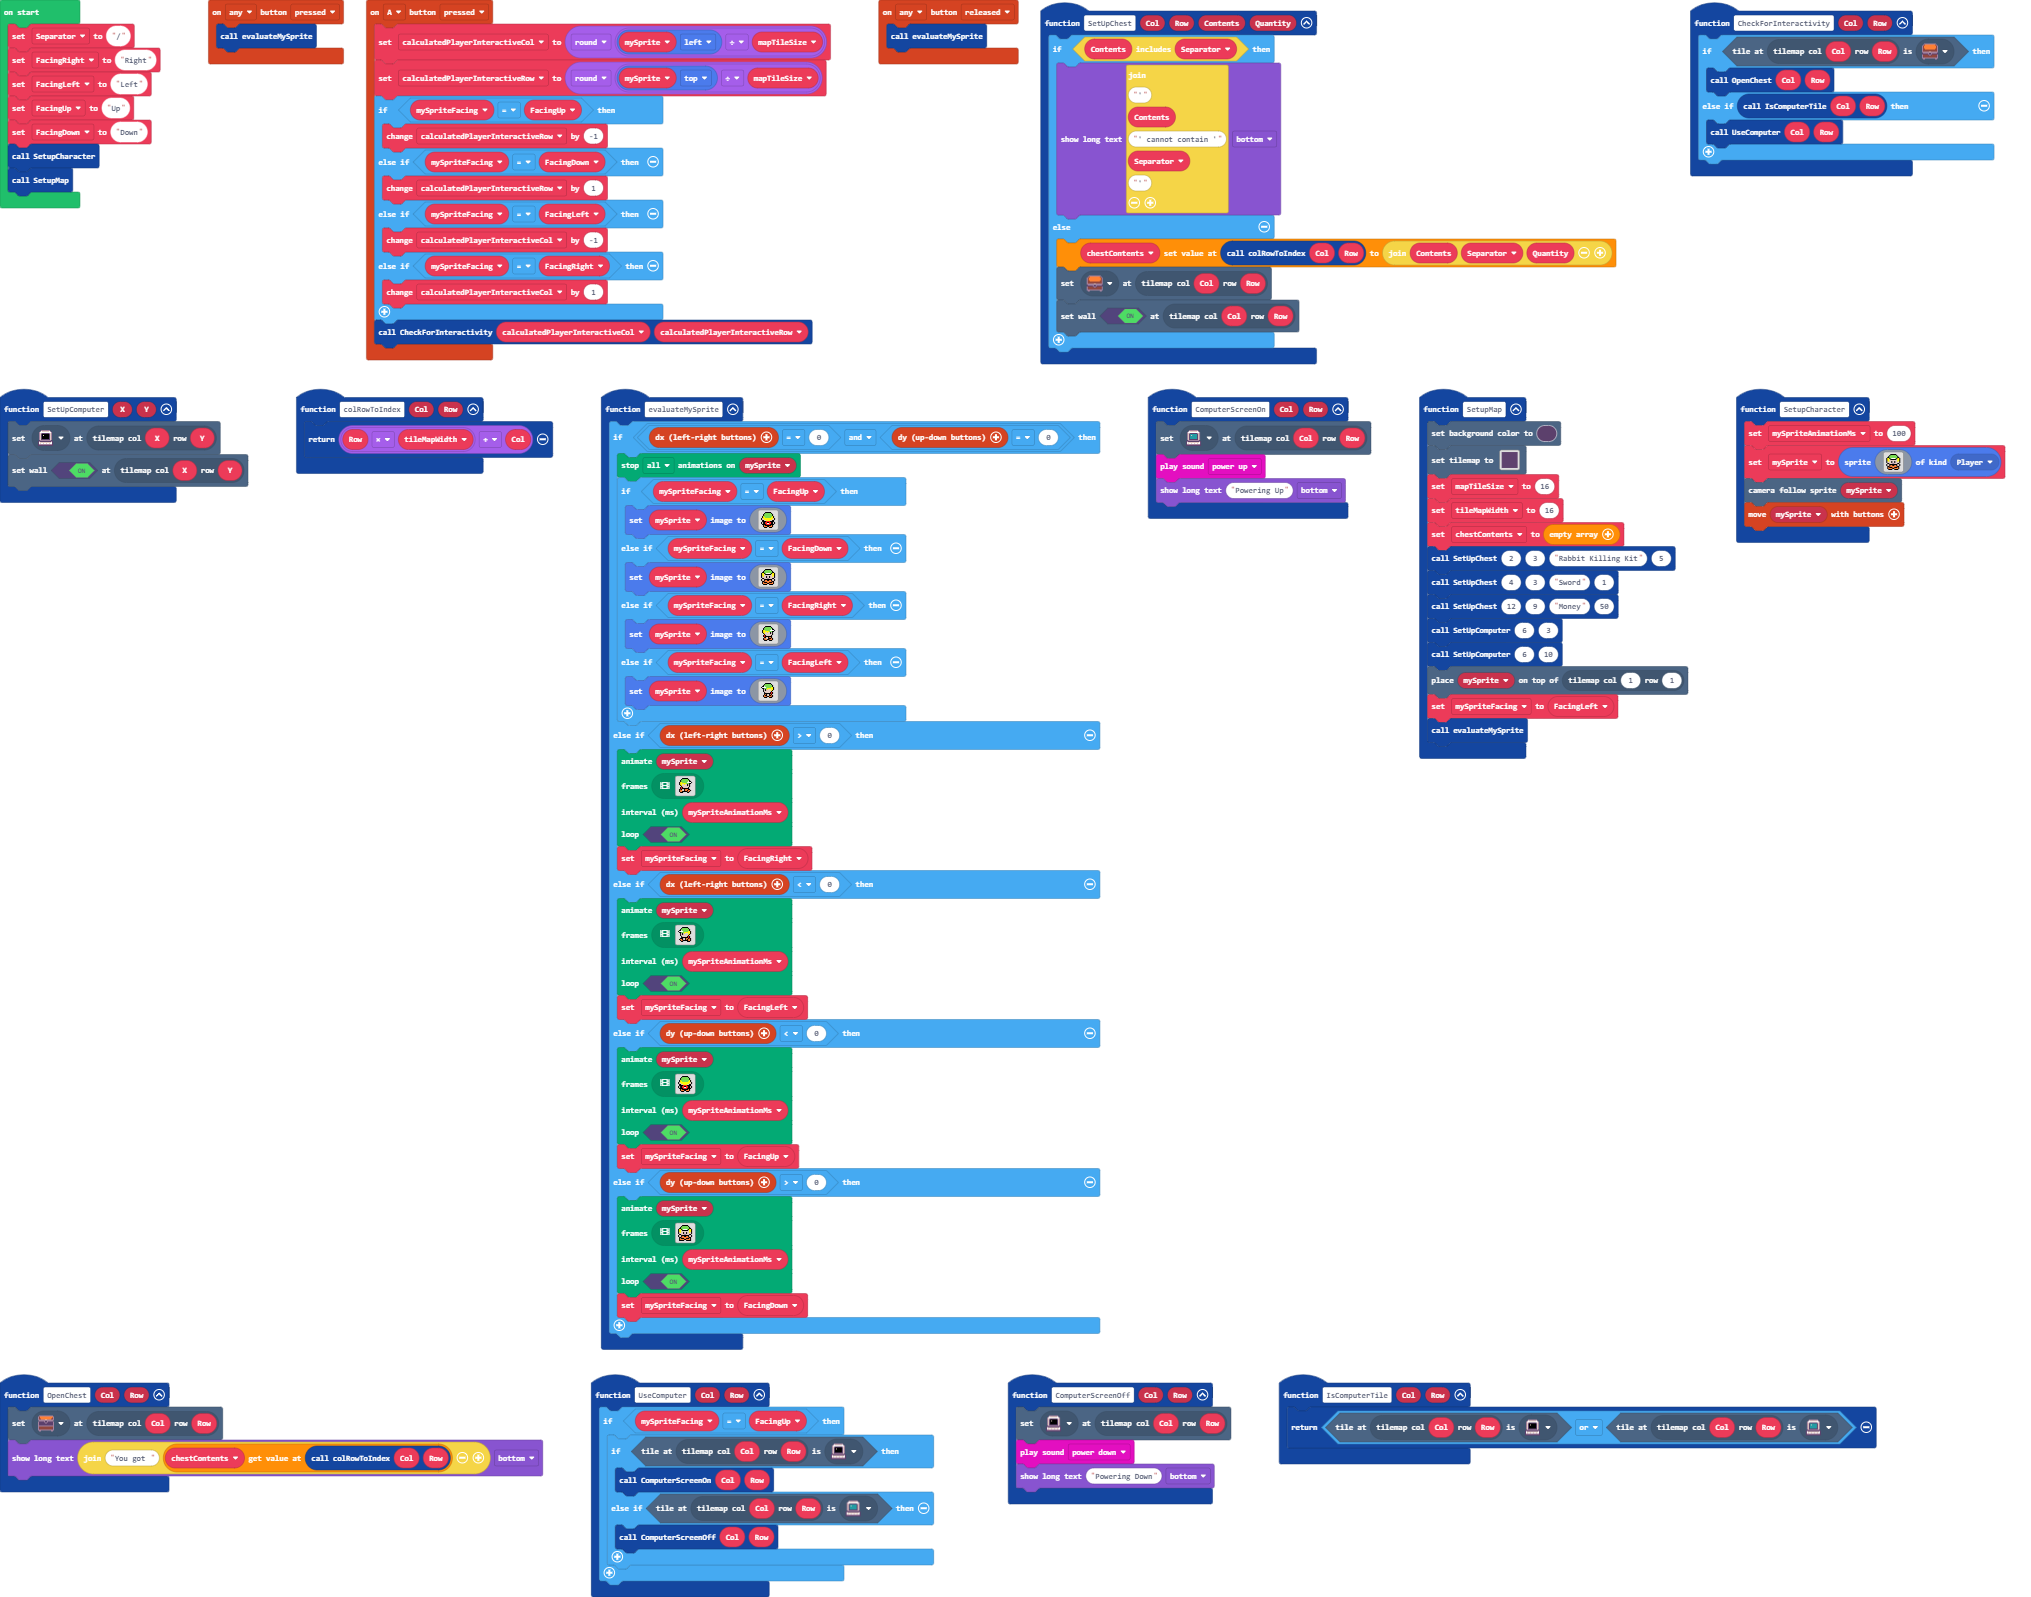 on start
set Separator to "/"
set FacingRight to "Right"
set FacingLeft to "Left"
set FacingUp to "Up"
set FacingDown to "Down"
call SetupCharacter
call SetupMap
on any button pressed
call evaluateMySprite
on A button pressed
set calculatedPlayerInteractiveCol to round mySprite left ÷ mapTileSize
set calculatedPlayerInteractiveRow to round mySprite top ÷ mapTileSize
if mySpriteFacing = FacingUp then
change calculatedPlayerInteractiveRow by -1
else if mySpriteFacing = FacingDown then
change calculatedPlayerInteractiveRow by 1
else if mySpriteFacing = FacingLeft then
change calculatedPlayerInteractiveCol by -1
else if mySpriteFacing = FacingRight then
change calculatedPlayerInteractiveCol by 1
call CheckForInteractivity calculatedPlayerInteractiveCol calculatedPlayerInteractiveRow
on any button released
call evaluateMySprite
function SetUpChest Col Row Contents Quantity
if Contents includes Separator then
show long text join "'" Contents "' cannot contain '" Separator "'" bottom
else
chestContents set value at call colRowToIndex Col Row to join Contents Separator Quantity
set at tilemap col Col row Row
set wall ON at tilemap col Col row Row
function CheckForInteractivity Col Row
if tile at tilemap col Col row Row is then
call OpenChest Col Row
else if call IsComputerTile Col Row then
call UseComputer Col Row
function SetUpComputer X Y
set at tilemap col X row Y
set wall ON at tilemap col X row Y
function colRowToIndex Col Row
return Row × tileMapWidth + Col
function evaluateMySprite
if dx (left-right buttons) = 0 and dy (up-down buttons) = 0 then
stop all animations on mySprite
if mySpriteFacing = FacingUp then
set mySprite image to
else if mySpriteFacing = FacingDown then
set mySprite image to
else if mySpriteFacing = FacingRight then
set mySprite image to
else if mySpriteFacing = FacingLeft then
set mySprite image to
else if dx (left-right buttons) > 0 then
animate mySprite
frames
interval (ms) mySpriteAnimationMs
loop ON
set mySpriteFacing to FacingRight
else if dx (left-right buttons) < 0 then
animate mySprite
frames
interval (ms) mySpriteAnimationMs
loop ON
set mySpriteFacing to FacingLeft
else if dy (up-down buttons) < 0 then
animate mySprite
frames
interval (ms) mySpriteAnimationMs
loop ON
set mySpriteFacing to FacingUp
else if dy (up-down buttons) > 0 then
animate mySprite
frames
interval (ms) mySpriteAnimationMs
loop ON
set mySpriteFacing to FacingDown
function ComputerScreenOn Col Row
set at tilemap col Col row Row
play sound power up
show long text "Powering Up" bottom
function SetupMap
set background color to
set tilemap to
set mapTileSize to 16
set tileMapWidth to 16
set chestContents to empty array
call SetUpChest 2 3 "Rabbit Killing Kit" 5
call SetUpChest 4 3 "Sword" 1
call SetUpChest 12 9 "Money" 50
call SetUpComputer 6 3
call SetUpComputer 6 10
place mySprite on top of tilemap col 1 row 1
set mySpriteFacing to FacingLeft
call evaluateMySprite
function SetupCharacter
set mySpriteAnimationMs to 100
set mySprite to sprite of kind Player
camera follow sprite mySprite
move mySprite with buttons
function OpenChest Col Row
set at tilemap col Col row Row
show long text join "You got " chestContents get value at call colRowToIndex Col Row bottom
function UseComputer Col Row
if mySpriteFacing = FacingUp then
if tile at tilemap col Col row Row is then
call ComputerScreenOn Col Row
else if tile at tilemap col Col row Row is then
call ComputerScreenOff Col Row
function ComputerScreenOff Col Row
set at tilemap col Col row Row
play sound power down
show long text "Powering Down" bottom
function IsComputerTile Col Row
return tile at tilemap col Col row Row is or tile at tilemap col Col row Row is